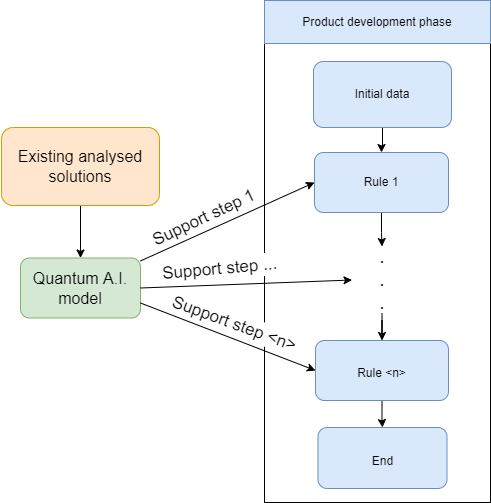 Product development phase
Initial data
Existing analysed
solutions
Rule 1
Support step 1
Support step ...
Quantum A.I.
model
.
.
.
Support step <n>
Rule <n>
End